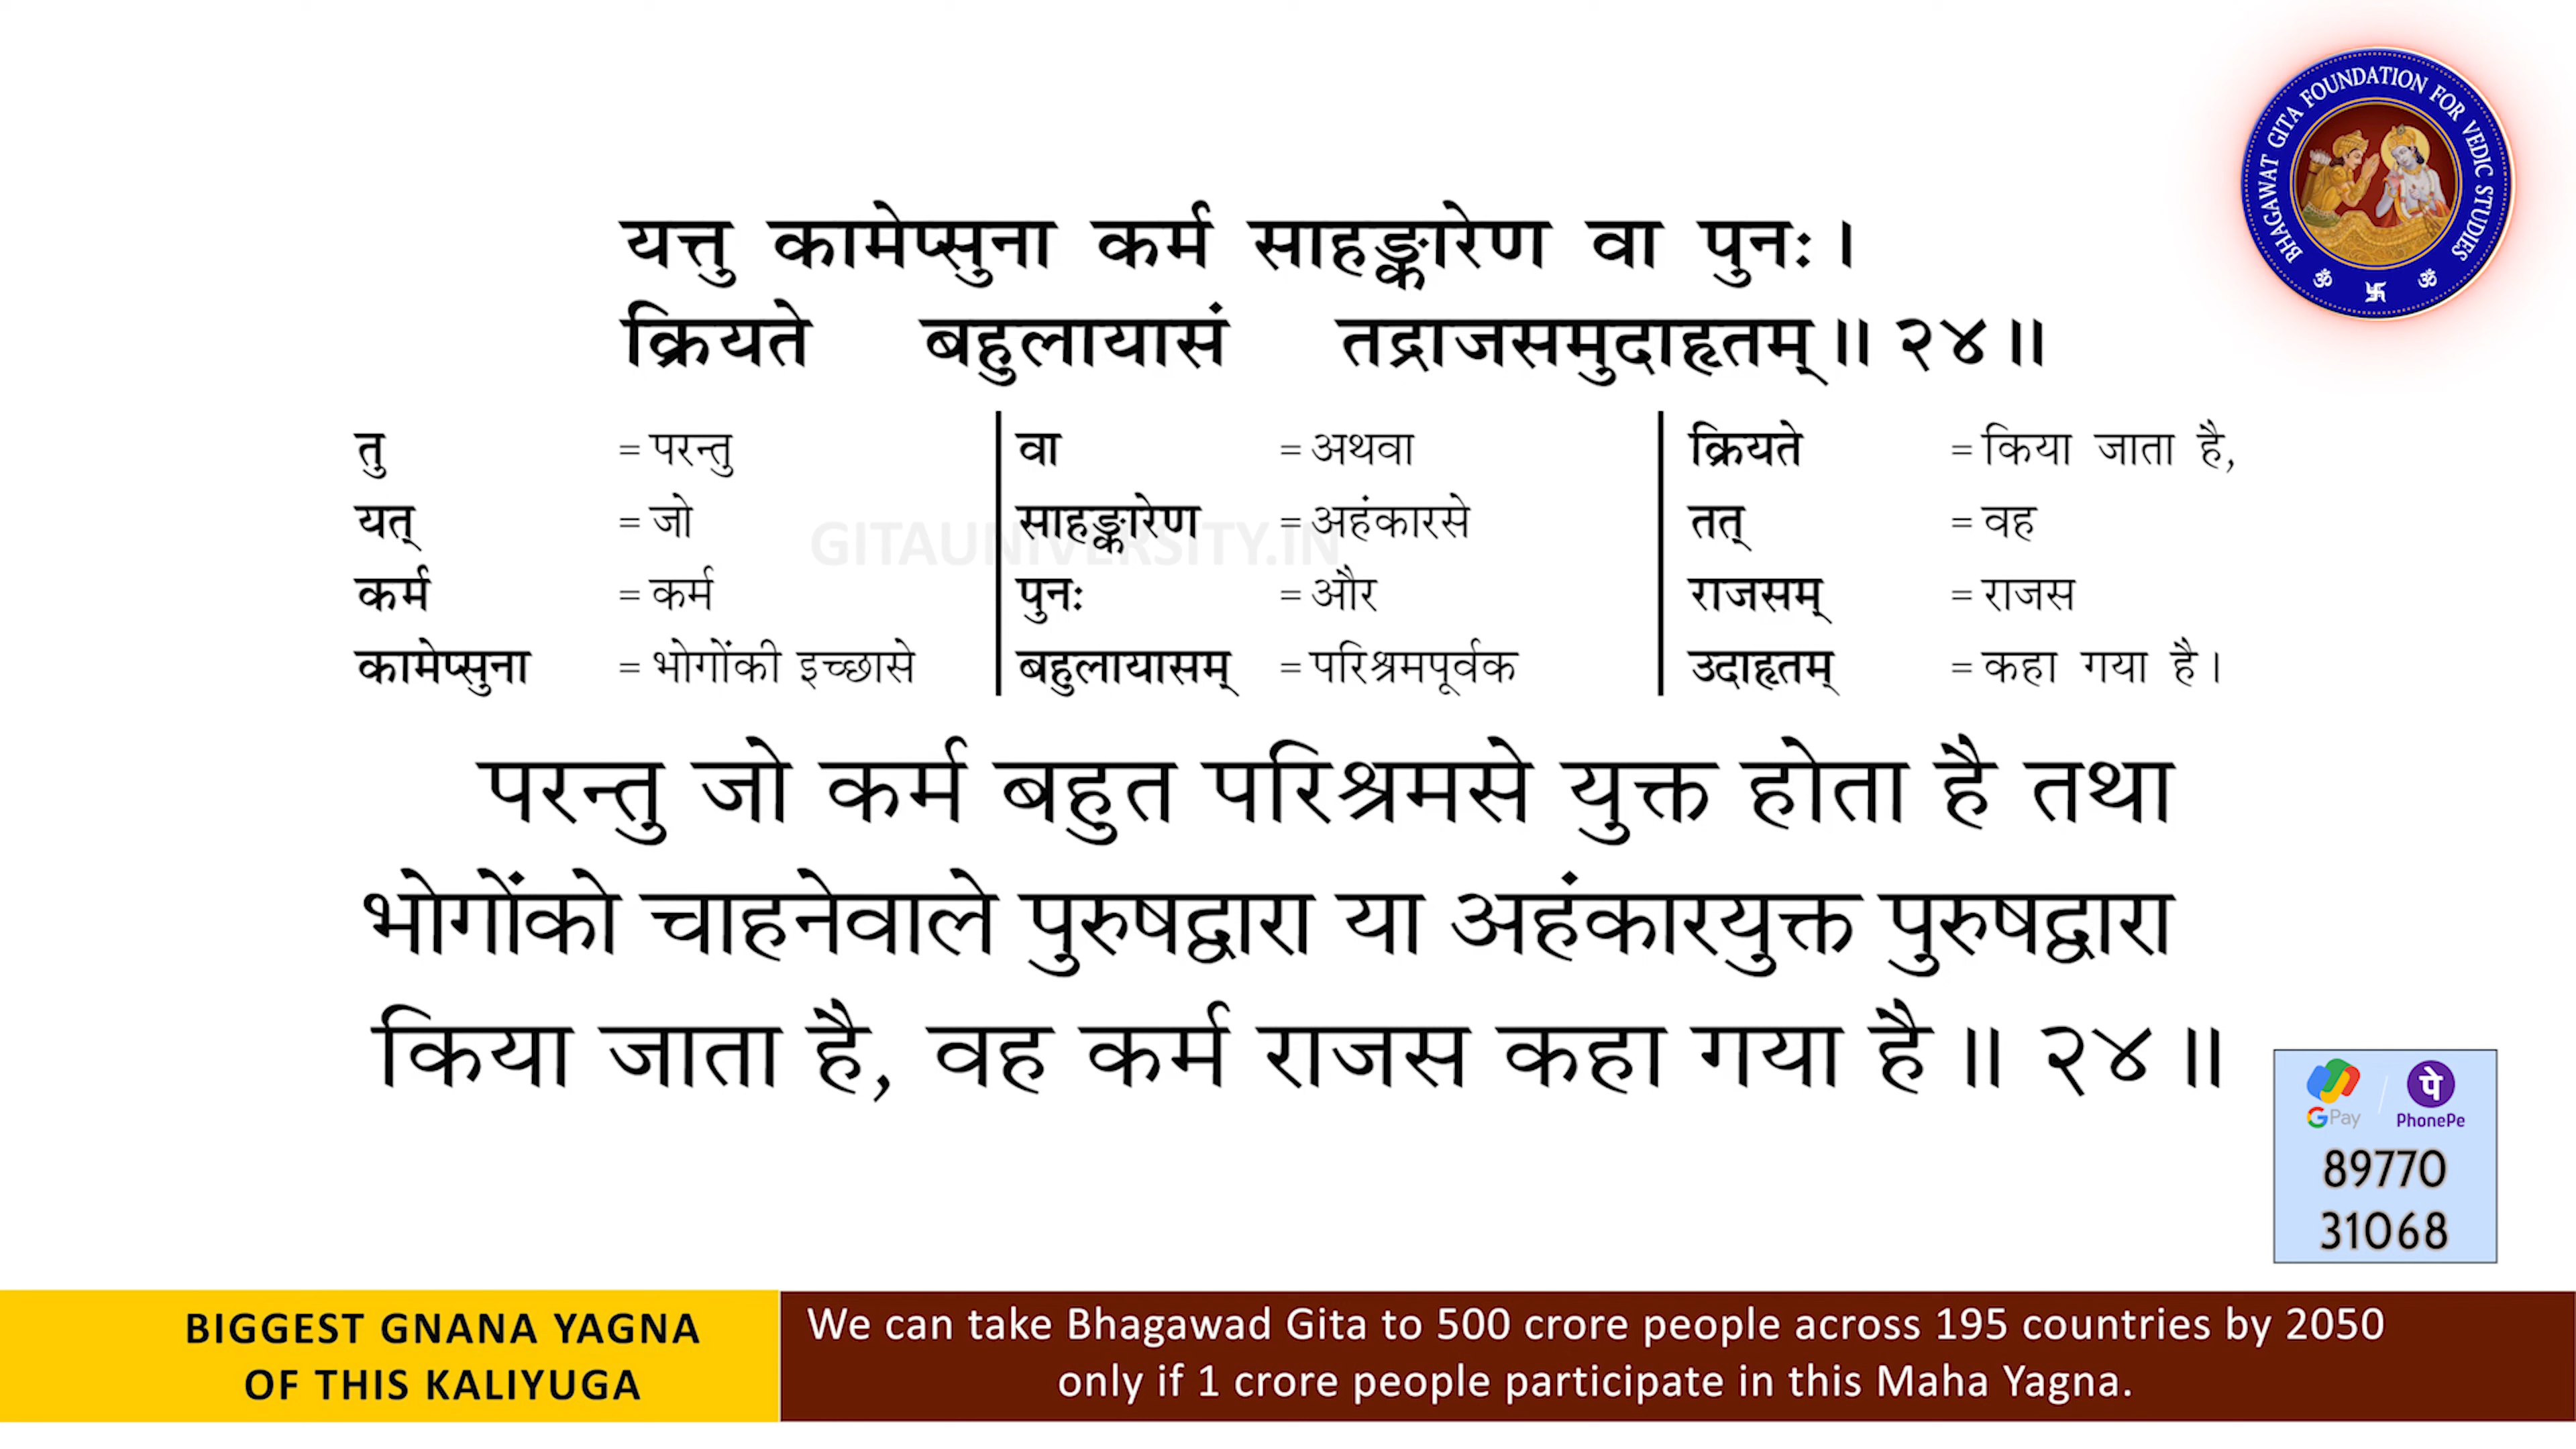 BHAGAWAT GITA FOUNDATION FOR VEDIC STUDIES
ॐ 卐 ॐ
यत्तु कामेप्सुना कर्म साहङ्कारेण वा पुनः ।
क्रियते बहुलायासं तद्राजसमुदाहृतम् ॥ २४ ॥
तु = परन्तु वा = अथवा क्रियते = किया जाता है,
यत् = जो साहङ्कारेण = अहंकारसे तत् = वह
GITAUNIVERSITY.IN
कर्म = कर्म पुनः = और राजसम् = राजस
कामेप्सुना = भोगोंकी इच्छासे बहुलायासम् = परिश्रमपूर्वक उदाहृतम् = कहा गया है ।
परन्तु जो कर्म बहुत परिश्रमसे युक्त होता है तथा
भोगोंको चाहनेवाले पुरुषद्वारा या अहंकारयुक्त पुरुषद्वारा
किया जाता है, वह कर्म राजस कहा गया है ॥ २४ ॥
G Pay पे PhonePe
89770
31068
BIGGEST GNANA YAGNA
OF THIS KALIYUGA
We can take Bhagawad Gita to 500 crore people across 195 countries by 2050
only if 1 crore people participate in this Maha Yagna.